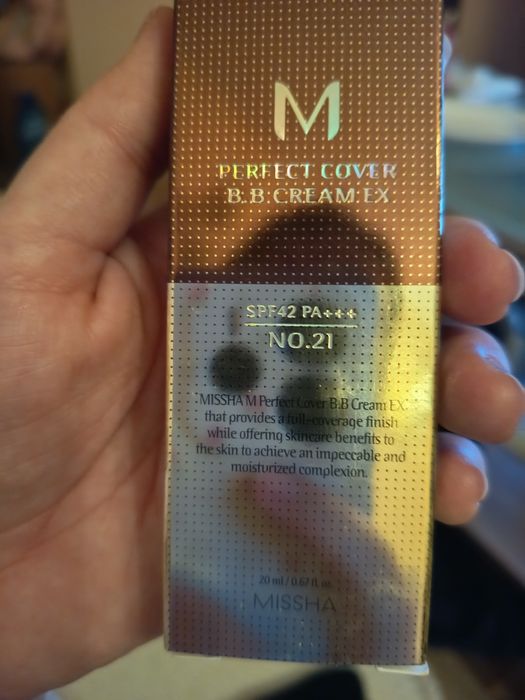 M
PERFECT COVER
B.B CREAM EX
SPF42 PA+++
NO.21
MISSHA M Perfect Cover B.B Cream EX
that provides a full-coverage finish
while offering skincare benefits to
the skin to achieve an impeccable and
moisturized complexion.
20 ml / 0.67 fl. oz.
MISSHA